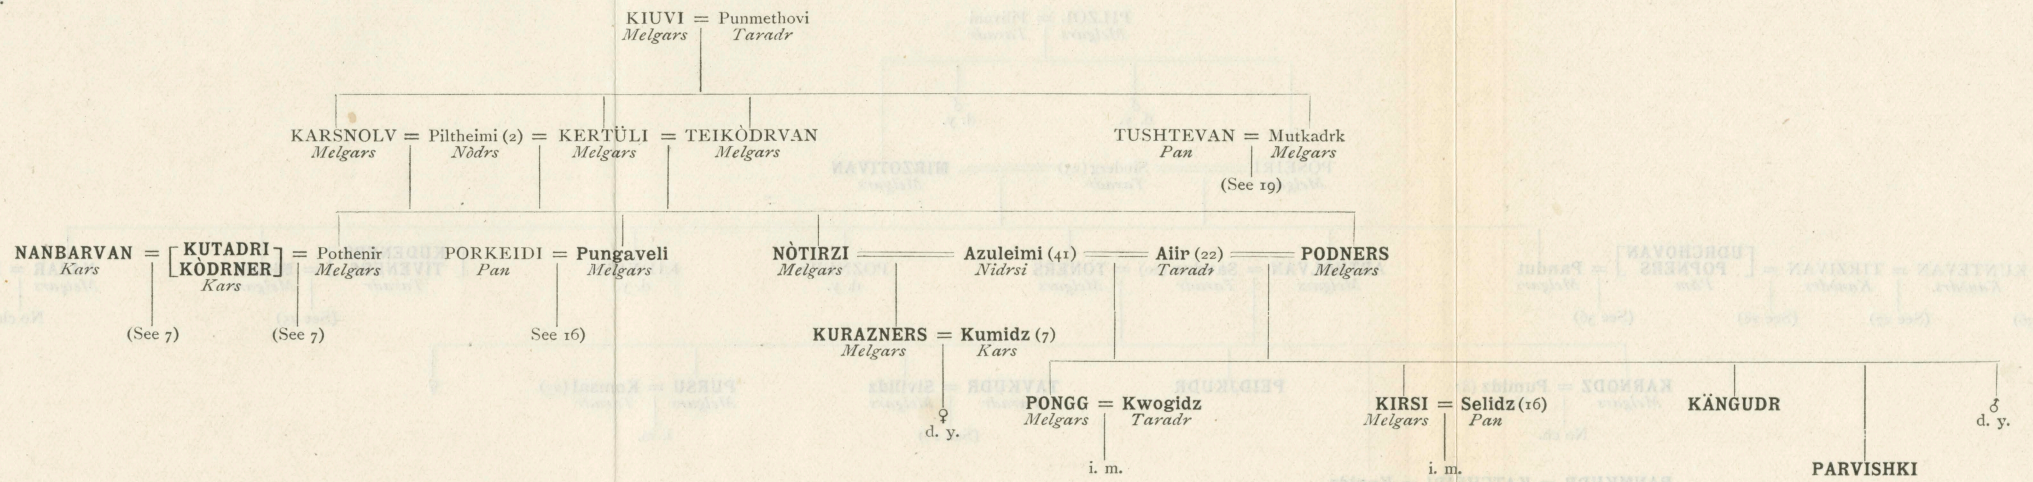 KIUVI = Punmethovi
Melgars Taradr
KARSNOLV = Piltheimi (2) = KERTÜLI = TEIKÒDRVAN TUSHTEVAN = Mutkadrk
Melgars Nòdrs Melgars Melgars Pan Melgars
(See 19)
NANBARVAN = [KUTADRI KÒDRNER] = Pothenir PORKEIDI = Pungaveli NÒTIRZI = Azuleimi (41) = Aiir (22) = PODNERS
Kars Kars Melgars Pan Melgars Melgars Nidrsi Taradr Melgars
(See 7) (See 7) See 16) KURAZNERS = Kumidz (7)
Melgars Kars
♀ PONGG = Kwogidz KIRSI = Selidz (16) KÄNGUDR ♂
d. y. Melgars Taradr Melgars Pan d. y.
i. m. i. m. PARVISHKI